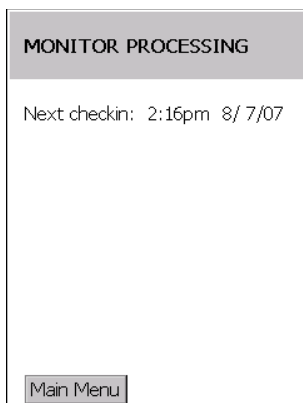 MONITOR PROCESSING
Next checkin: 2:16pm 8/ 7/07
Main Menu